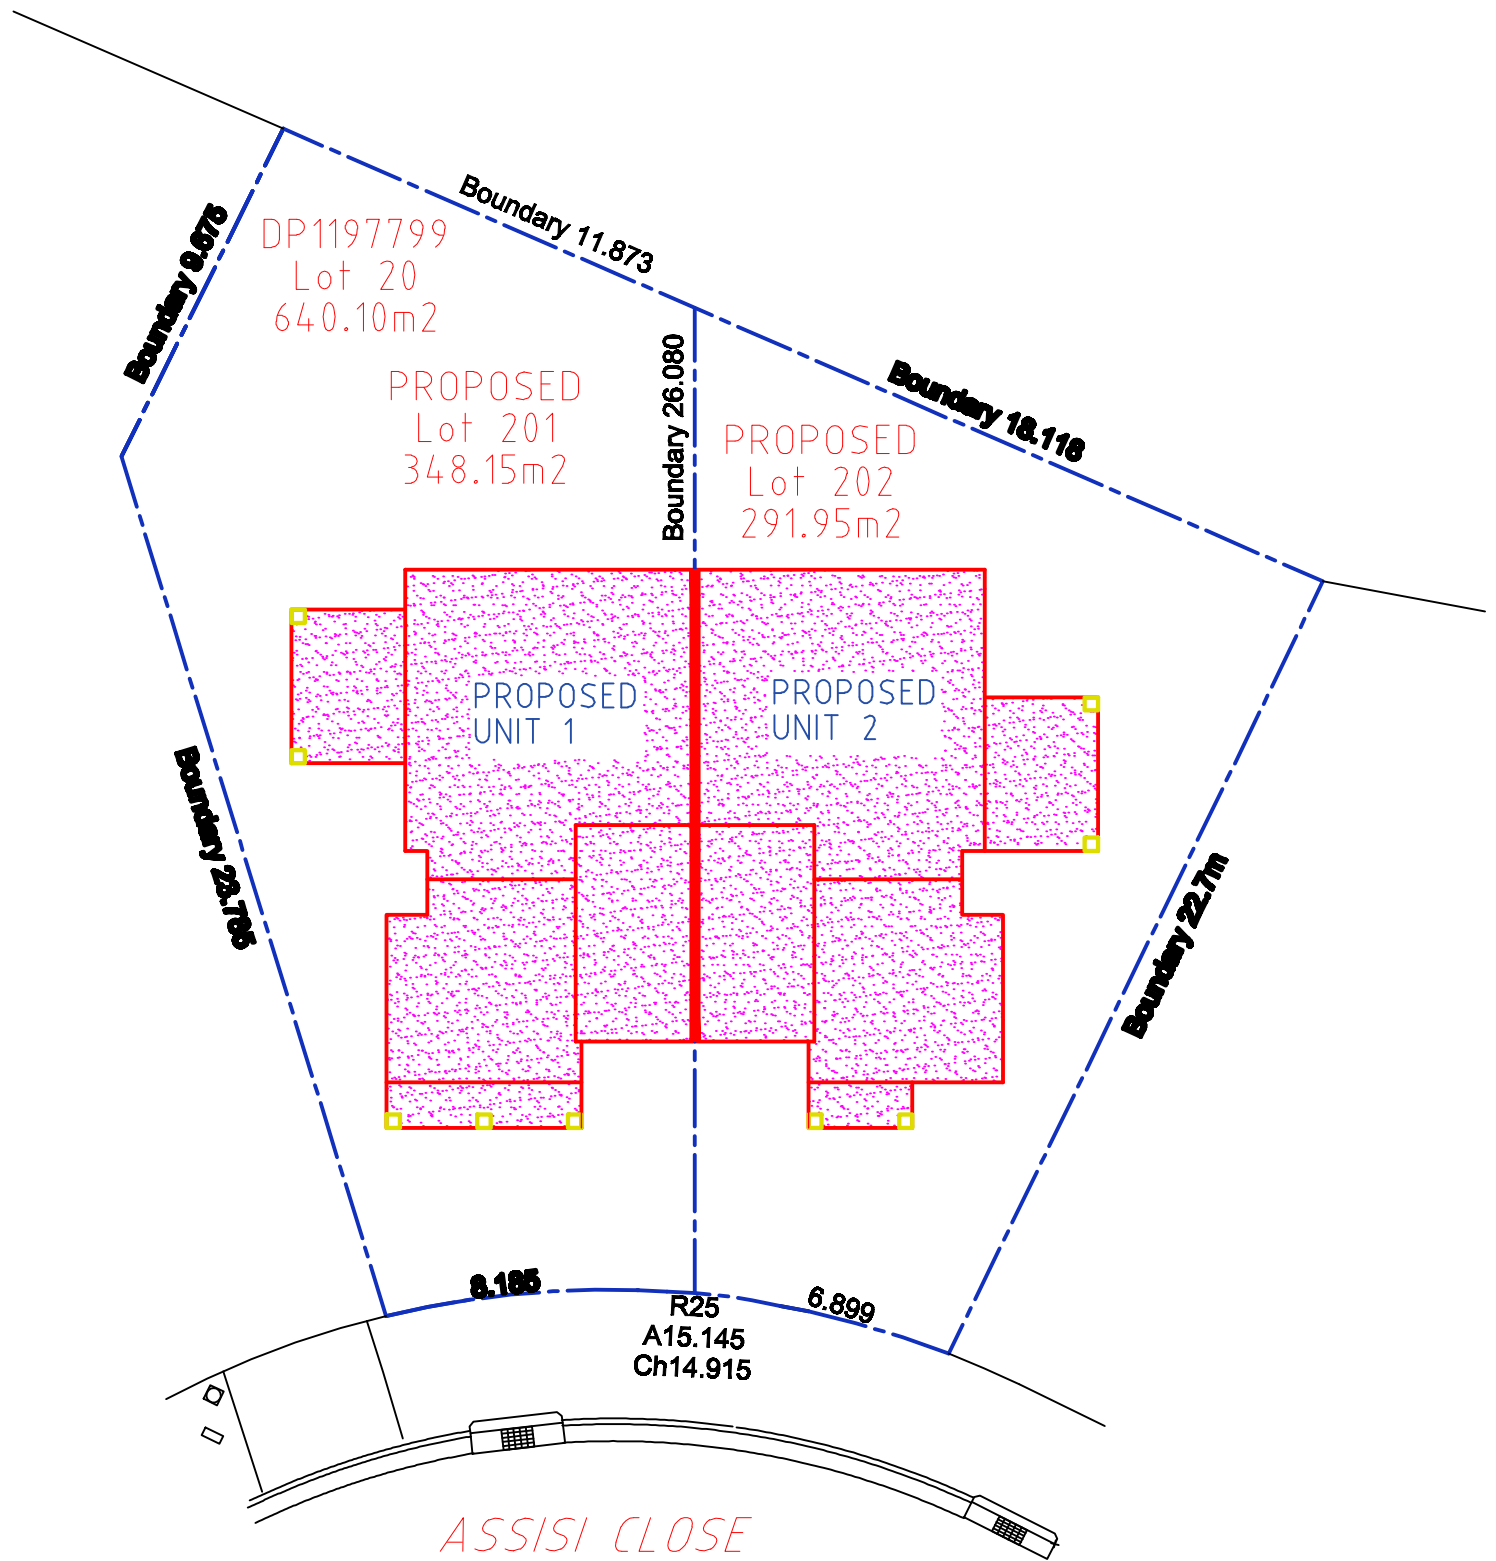 Boundary 9.675
DP1197799
Lot 20
640.10m2
Boundary 11.873
PROPOSED
Lot 201
348.15m2
Boundary 26.080
PROPOSED
Lot 202
291.95m2
Boundary 18.118
PROPOSED
UNIT 1
PROPOSED
UNIT 2
Boundary 23.785
Boundary 22.7m
8.185
6.899
R25
A15.145
Ch14.915
ASSISI CLOSE